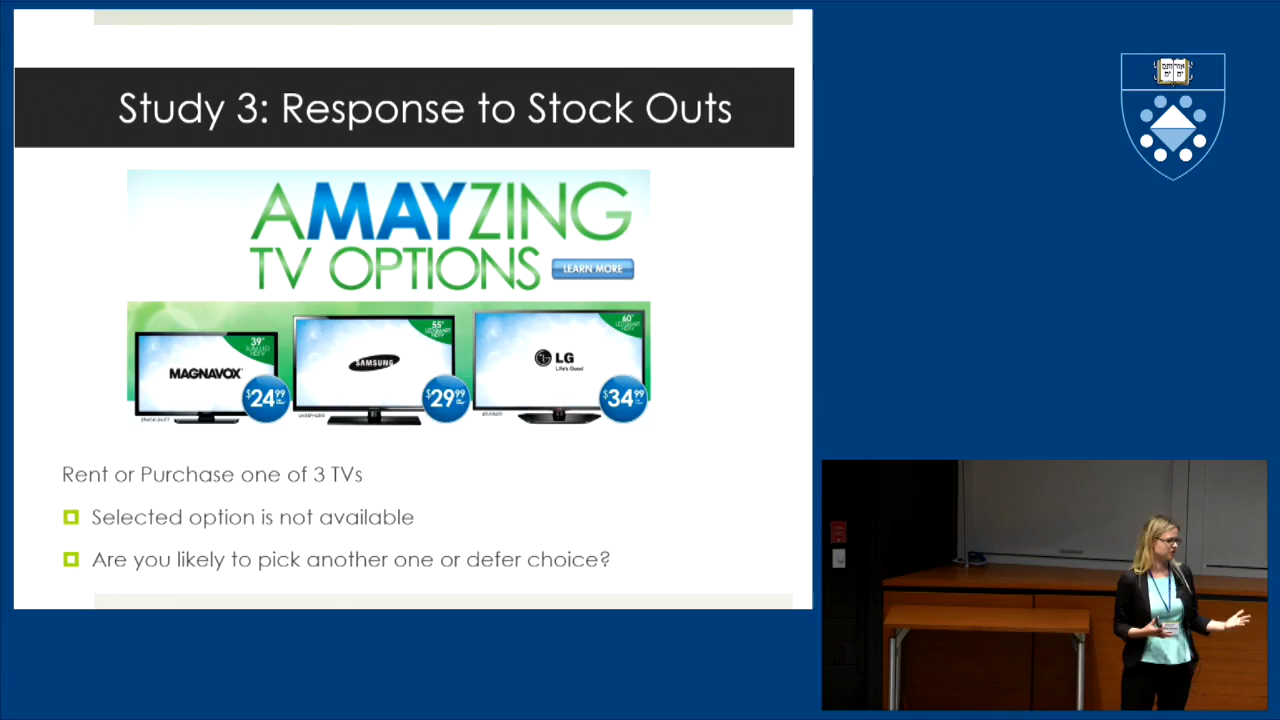 Study 3: Response to Stock Outs
AMAYZING
TV OPTIONS
LEARN MORE
39"
55"
60"
MAGNAVOX
SAMSUNG
LG
Life's Good
$24.99
$29.99
$34.99
Rent or Purchase one of 3 TVs
Selected option is not available
Are you likely to pick another one or defer choice?